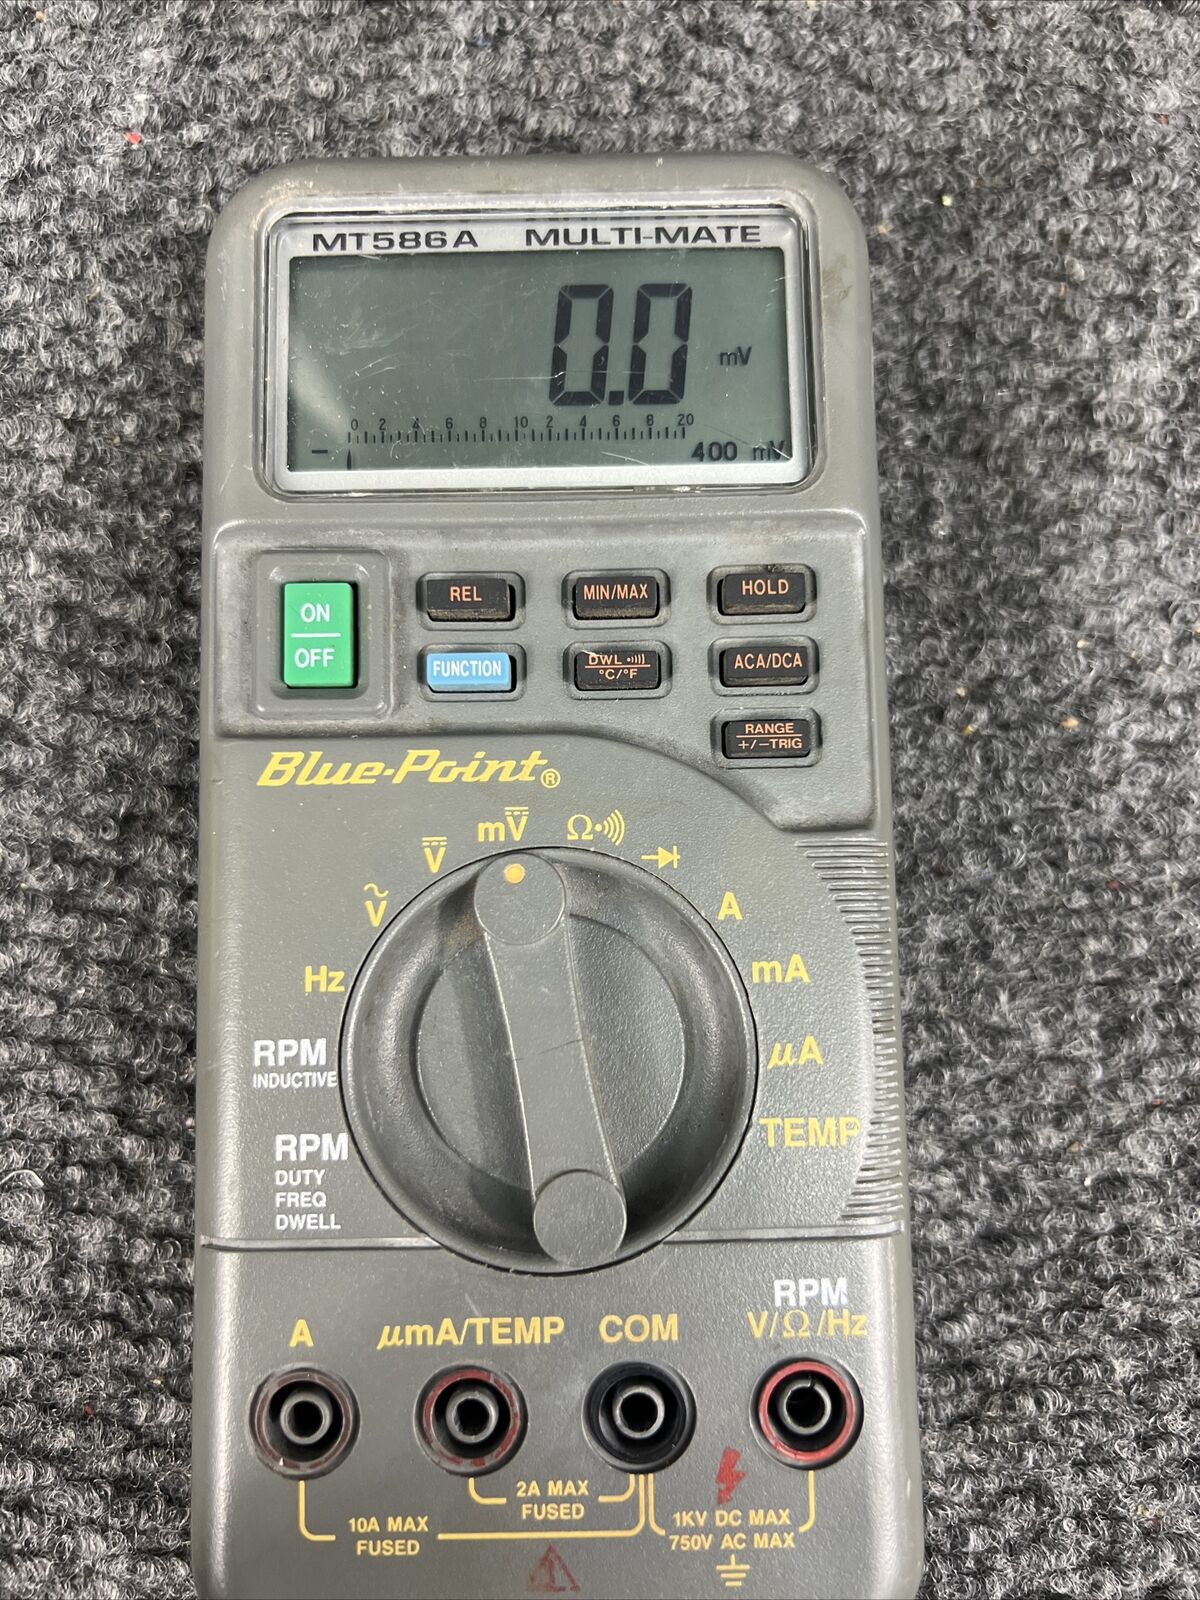 MT586A MULTI-MATE
0.0 mV
0 2 4 6 8 10 2 4 6 8 20
400 mV
ON
OFF
REL
MIN/MAX
HOLD
FUNCTION
DWL
°C/°F
ACA/DCA
RANGE
+/-TRIG
Blue-Point®
mV
Ω
V
A
V
mA
Hz
RPM
INDUCTIVE
μA
TEMP
RPM
DUTY
FREQ
DWELL
RPM
A
μmA/TEMP
COM
V/Ω/Hz
2A MAX
FUSED
10A MAX
FUSED
1KV DC MAX
750V AC MAX